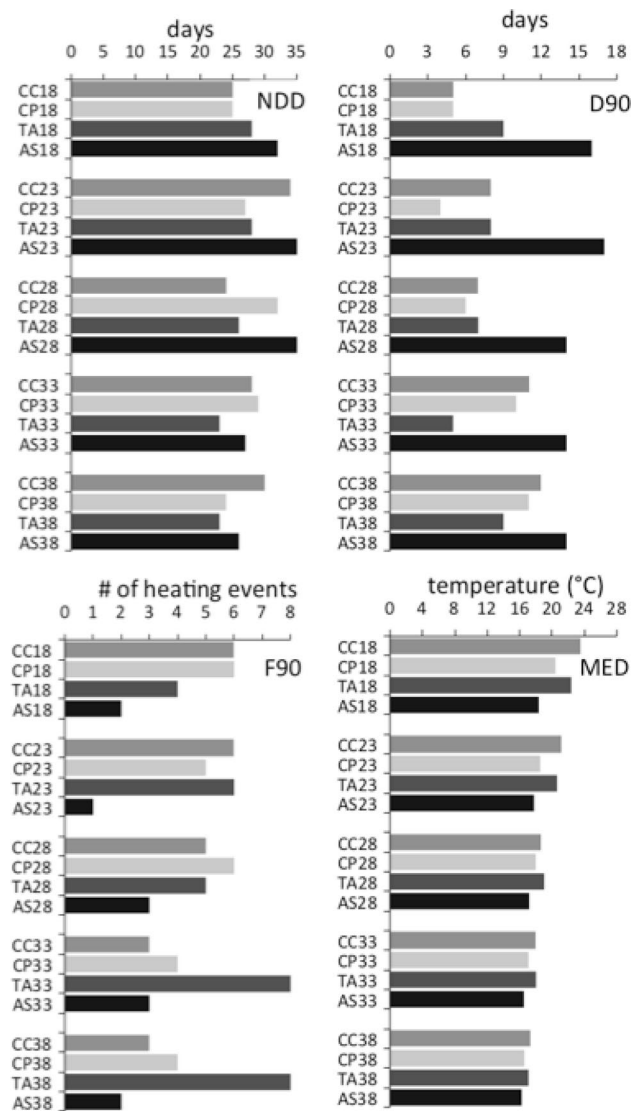 days
0 5 10 15 20 25 30 35
NDD
CC18
CP18
TA18
AS18
CC23
CP23
TA23
AS23
CC28
CP28
TA28
AS28
CC33
CP33
TA33
AS33
CC38
CP38
TA38
AS38
days
0 3 6 9 12 15 18
D90
CC18
CP18
TA18
AS18
CC23
CP23
TA23
AS23
CC28
CP28
TA28
AS28
CC33
CP33
TA33
AS33
CC38
CP38
TA38
AS38
# of heating events
0 1 2 3 4 5 6 7 8
F90
CC18
CP18
TA18
AS18
CC23
CP23
TA23
AS23
CC28
CP28
TA28
AS28
CC33
CP33
TA33
AS33
CC38
CP38
TA38
AS38
temperature (°C)
0 4 8 12 16 20 24 28
MED
CC18
CP18
TA18
AS18
CC23
CP23
TA23
AS23
CC28
CP28
TA28
AS28
CC33
CP33
TA33
AS33
CC38
CP38
TA38
AS38